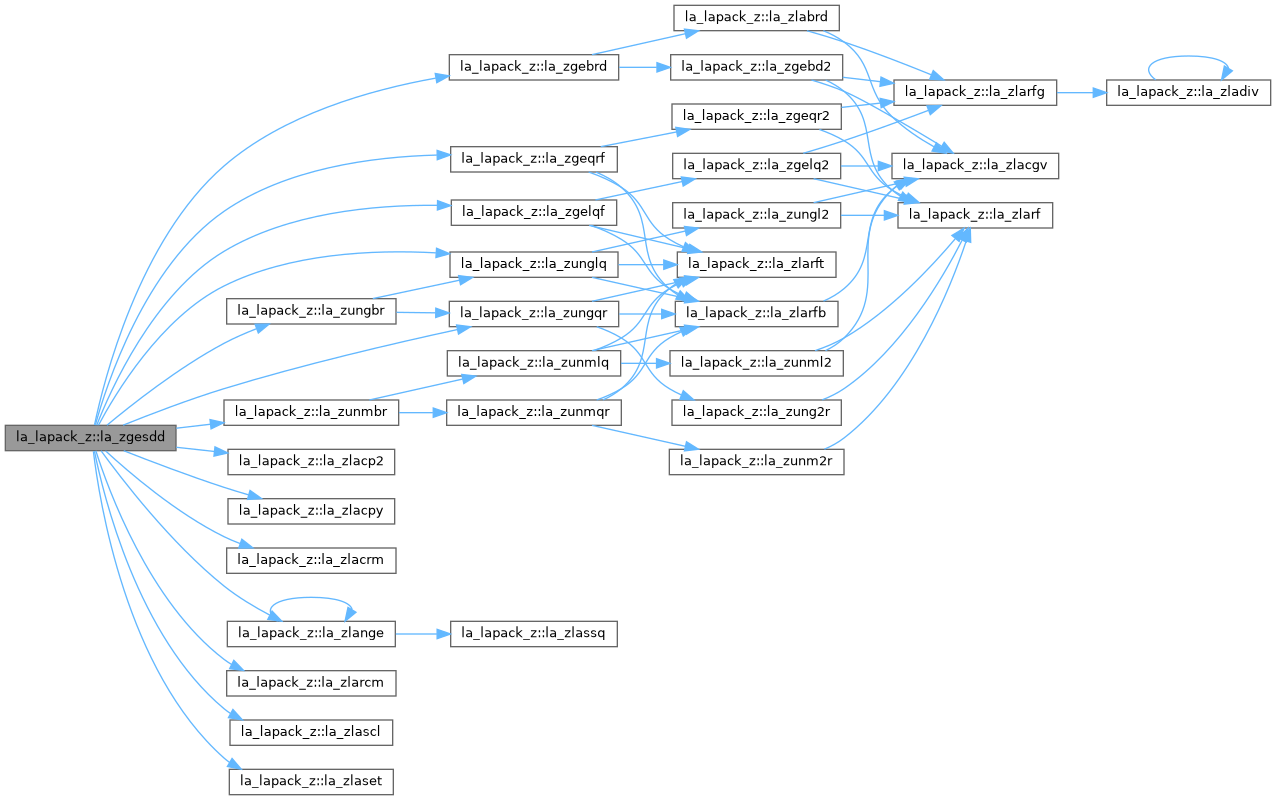 la_lapack_z::la_zgesdd
la_lapack_z::la_zungbr
la_lapack_z::la_zunmbr
la_lapack_z::la_zlacp2
la_lapack_z::la_zlacpy
la_lapack_z::la_zlacrm
la_lapack_z::la_zlange
la_lapack_z::la_zlarcm
la_lapack_z::la_zlascl
la_lapack_z::la_zlaset
la_lapack_z::la_zgebrd
la_lapack_z::la_zgeqrf
la_lapack_z::la_zgelqf
la_lapack_z::la_zunglq
la_lapack_z::la_zungqr
la_lapack_z::la_zunmlq
la_lapack_z::la_zunmqr
la_lapack_z::la_zlassq
la_lapack_z::la_zlabrd
la_lapack_z::la_zgebd2
la_lapack_z::la_zgeqr2
la_lapack_z::la_zgelq2
la_lapack_z::la_zungl2
la_lapack_z::la_zlarft
la_lapack_z::la_zlarfb
la_lapack_z::la_zunml2
la_lapack_z::la_zung2r
la_lapack_z::la_zunm2r
la_lapack_z::la_zlarfg
la_lapack_z::la_zlacgv
la_lapack_z::la_zlarf
la_lapack_z::la_zladiv